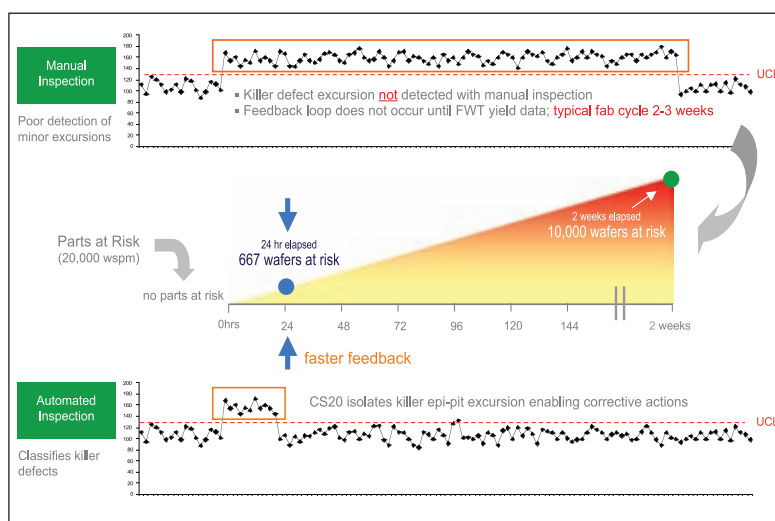 Manual
Inspection
Poor detection of
minor excursions
200
180
160
140
120
100
80
60
40
20
0
UCL
▪ Killer defect excursion not detected with manual inspection
▪ Feedback loop does not occur until FWT yield data; typical fab cycle 2-3 weeks
Parts at Risk
(20,000 wspm)
no parts at risk
24 hr elapsed
667 wafers at risk
2 weeks elapsed
10,000 wafers at risk
0hrs 24 48 72 96 120 144 2 weeks
faster feedback
Automated
Inspection
Classifies killer
defects
200
180
160
140
120
100
80
60
40
20
0
CS20 isolates killer epi-pit excursion enabling corrective actions
UCL